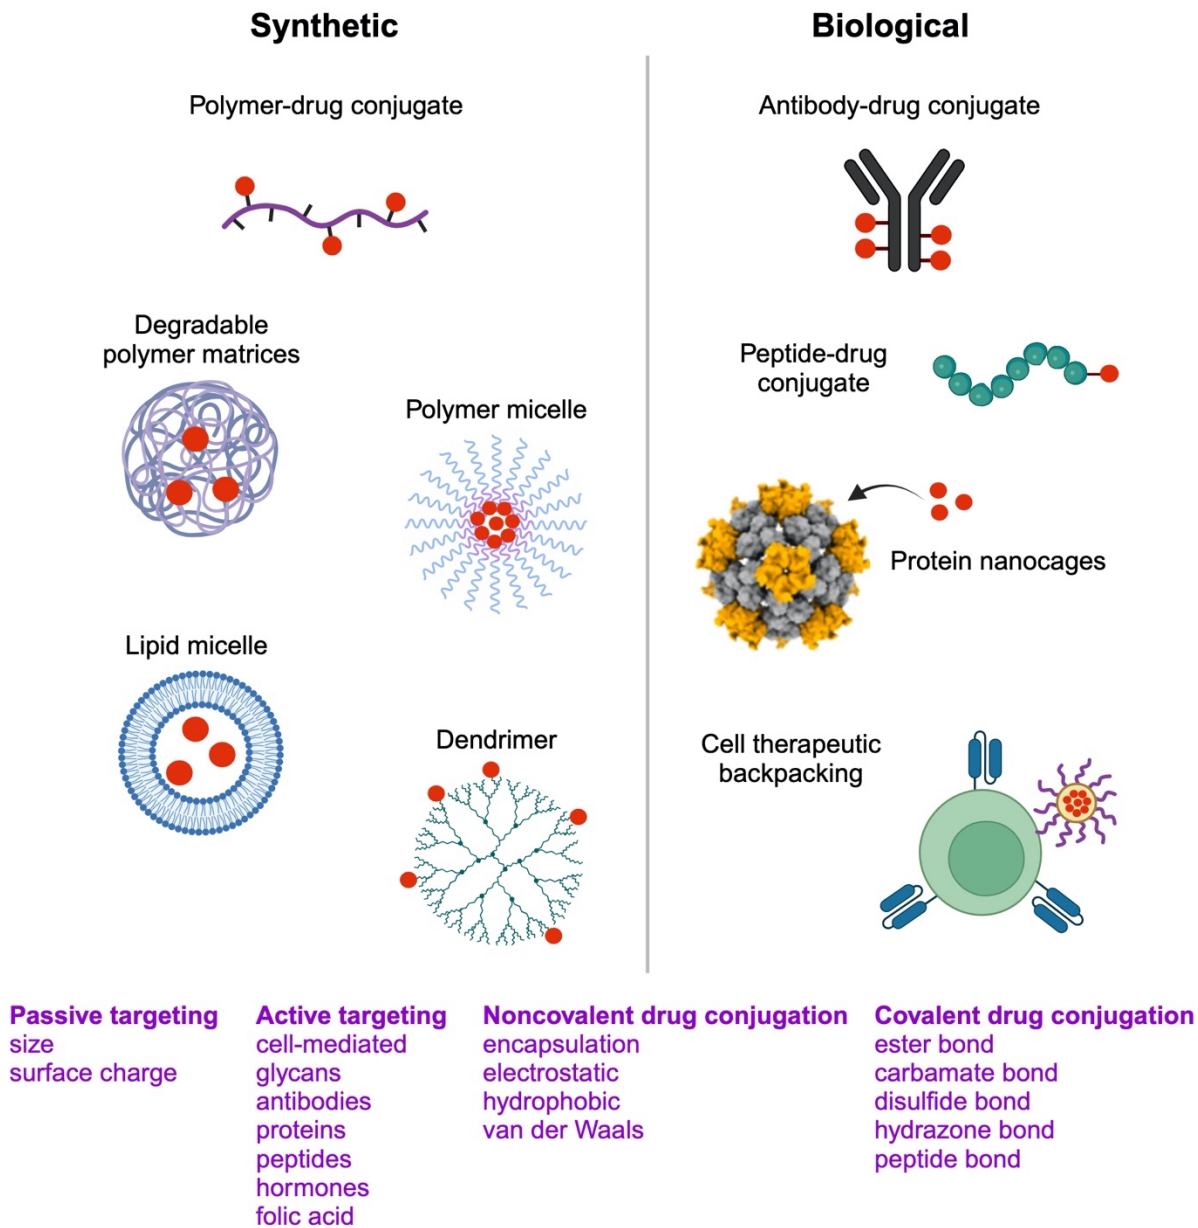 Synthetic
Polymer-drug conjugate
Degradable
polymer matrices
Polymer micelle
Lipid micelle
Dendrimer
Biological
Antibody-drug conjugate
Peptide-drug
conjugate
Protein nanocages
Cell therapeutic
backpacking
Passive targeting
size
surface charge
Active targeting
cell-mediated
glycans
antibodies
proteins
peptides
hormones
folic acid
Noncovalent drug conjugation
encapsulation
electrostatic
hydrophobic
van der Waals
Covalent drug conjugation
ester bond
carbamate bond
disulfide bond
hydrazone bond
peptide bond